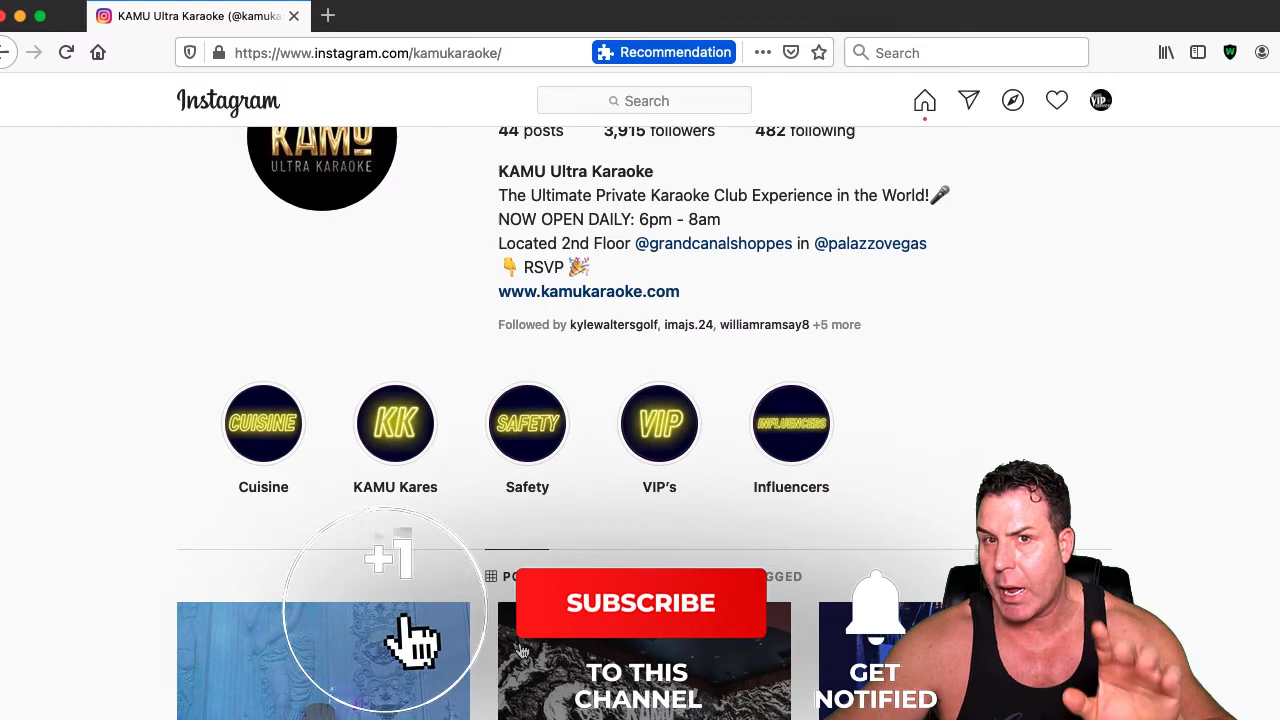 KAMU Ultra Karaoke (@kamuka
https://www.instagram.com/kamukaraoke/
Recommendation
Search
Instagram
Search
VIP
KAMU
ULTRA KARAOKE
44 posts 3,915 followers 482 following
KAMU Ultra Karaoke
The Ultimate Private Karaoke Club Experience in the World!🎤
NOW OPEN DAILY: 6pm - 8am
Located 2nd Floor @grandcanalshoppes in @palazzovegas
👇 RSVP 🎉
www.kamukaraoke.com
Followed by kylewaltersgolf, imajs.24, williamramsay8 +5 more
CUISINE KK SAFETY VIP INFLUENCERS
Cuisine KAMU Kares Safety VIP’s Influencers
+1
SUBSCRIBE
TO THIS
CHANNEL
GET
NOTIFIED